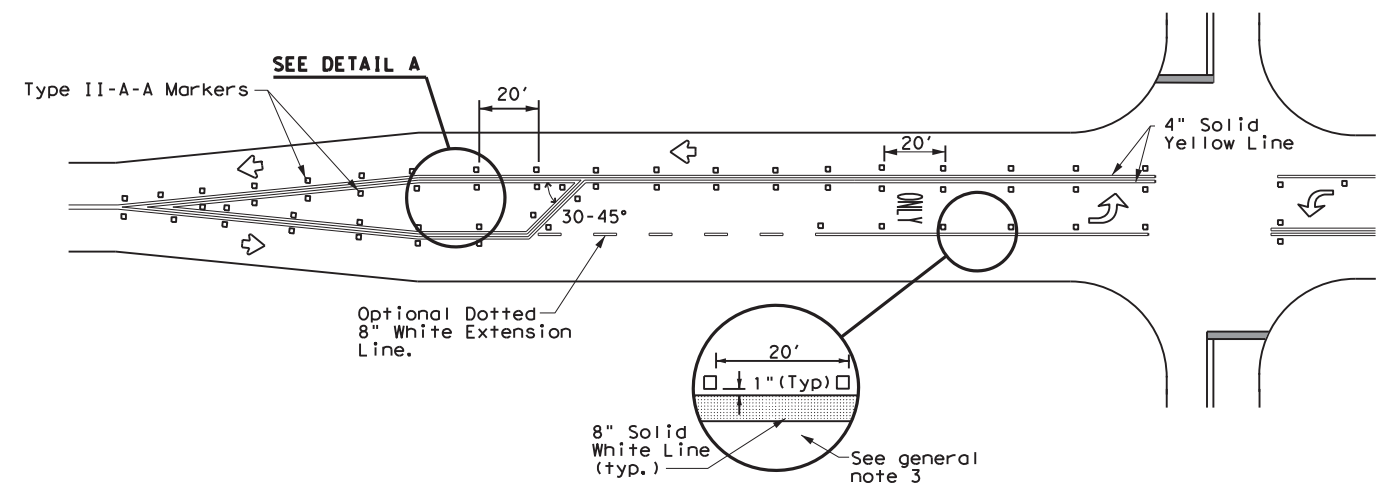 SEE DETAIL A
Type II-A-A Markers
20'
20'
4" Solid
Yellow Line
ONLY
30-45°
Optional Dotted
8" White Extension
Line.
20'
1"(Typ)
8" Solid
White Line
(typ.)
See general
note 3